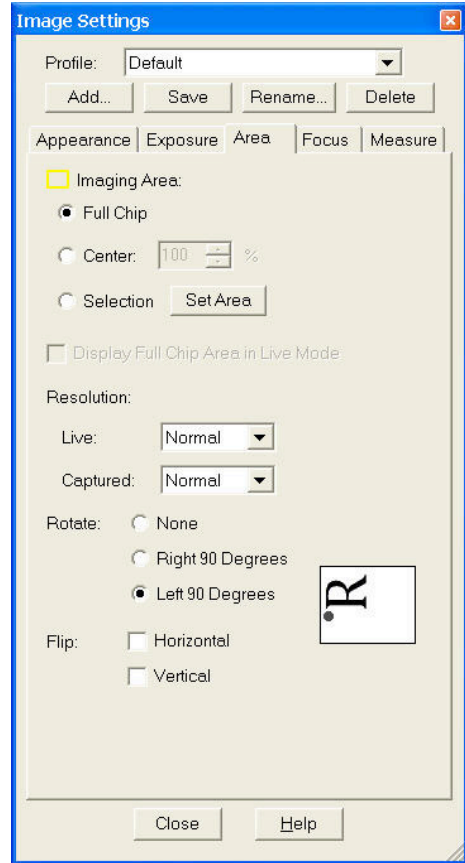 Image Settings
Profile: Default
Add... Save Rename... Delete
Appearance Exposure Area Focus Measure
Imaging Area:
Full Chip
Center: 100 %
Selection Set Area
Display Full Chip Area in Live Mode
Resolution:
Live: Normal
Captured: Normal
Rotate: None
Right 90 Degrees
Left 90 Degrees
R
Flip: Horizontal
Vertical
Close Help